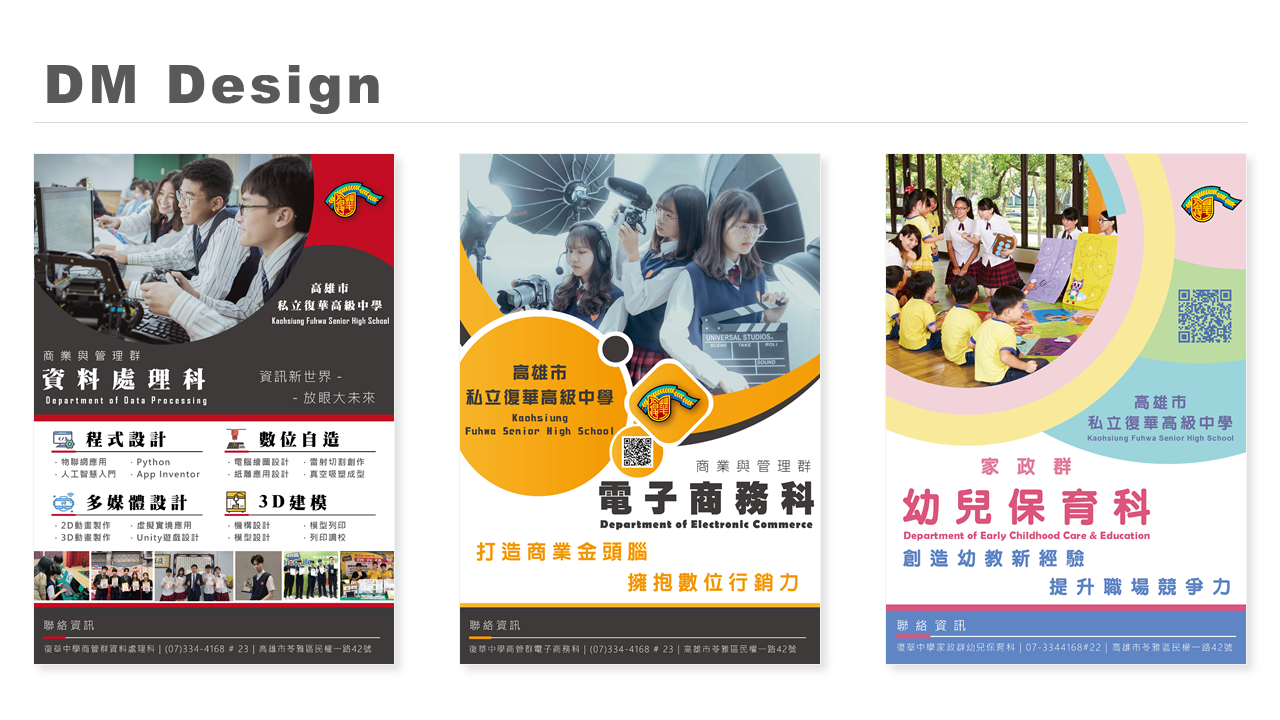 DM Design
高雄市
私立復華高級中學
Kaohsiung Fuhwa Senior High School
商業與管理群
資料處理科
Department of Data Processing
資訊新世界 -
- 放眼大未來
程式設計
· 物聯網應用 · Python
· 人工智慧入門 · App Inventor
數位自造
· 電腦繪圖設計 · 雷射切割創作
· 紙雕應用設計 · 真空吸塑成型
多媒體設計
· 2D動畫製作 · 虛擬實境應用
· 3D動畫製作 · Unity遊戲設計
3D建模
· 機構設計 · 模型列印
· 模型設計 · 列印調校
聯絡資訊
復華中學商管群資料處理科 | (07)334-4168 # 23 | 高雄市苓雅區民權一路42號
UNIVERSAL STUDIOS
SCENE TAKE ROLL
SOUND
高雄市
私立復華高級中學
Kaohsiung
Fuhwa Senior High School
商業與管理群
電子商務科
Department of Electronic Commerce
打造商業金頭腦
擁抱數位行銷力
聯絡資訊
復華中學商管群電子商務科 | (07)334-4168 # 23 | 高雄市苓雅區民權一路42號
高雄市
私立復華高級中學
Kaohsiung Fuhwa Senior High School
家政群
幼兒保育科
Department of Early Childhood Care & Education
創造幼教新經驗
提升職場競爭力
聯絡資訊
復華中學家政群幼兒保育科 | 07-3344168#22 | 高雄市苓雅區民權一路42號